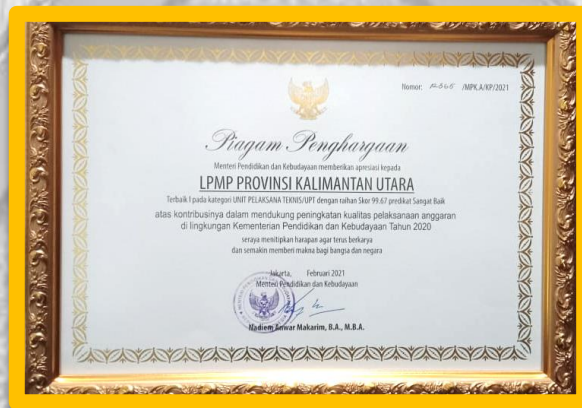 Nomor: /MPK.A/KP/2021
Piagam Penghargaan
Menteri Pendidikan dan Kebudayaan memberikan apresiasi kepada
LPMP PROVINSI KALIMANTAN UTARA
Terbaik I pada kategori UNIT PELAKSANA TEKNIS/UPT dengan raihan Skor 99.67 predikat Sangat Baik
atas kontribusinya dalam mendukung peningkatan kualitas pelaksanaan anggaran
di lingkungan Kementerian Pendidikan dan Kebudayaan Tahun 2020
seraya menitipkan harapan agar terus berkarya
dan semakin memberi makna bagi bangsa dan negara
Jakarta, Februari 2021
Menteri Pendidikan dan Kebudayaan
Nadiem Anwar Makarim, B.A., M.B.A.